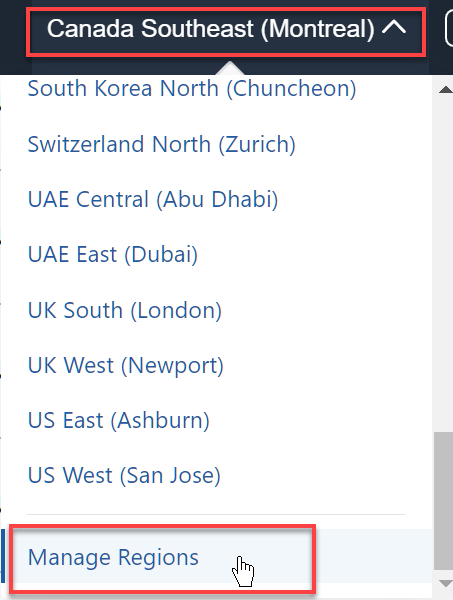 Canada Southeast (Montreal)
South Korea North (Chuncheon)
Switzerland North (Zurich)
UAE Central (Abu Dhabi)
UAE East (Dubai)
UK South (London)
UK West (Newport)
US East (Ashburn)
US West (San Jose)
Manage Regions